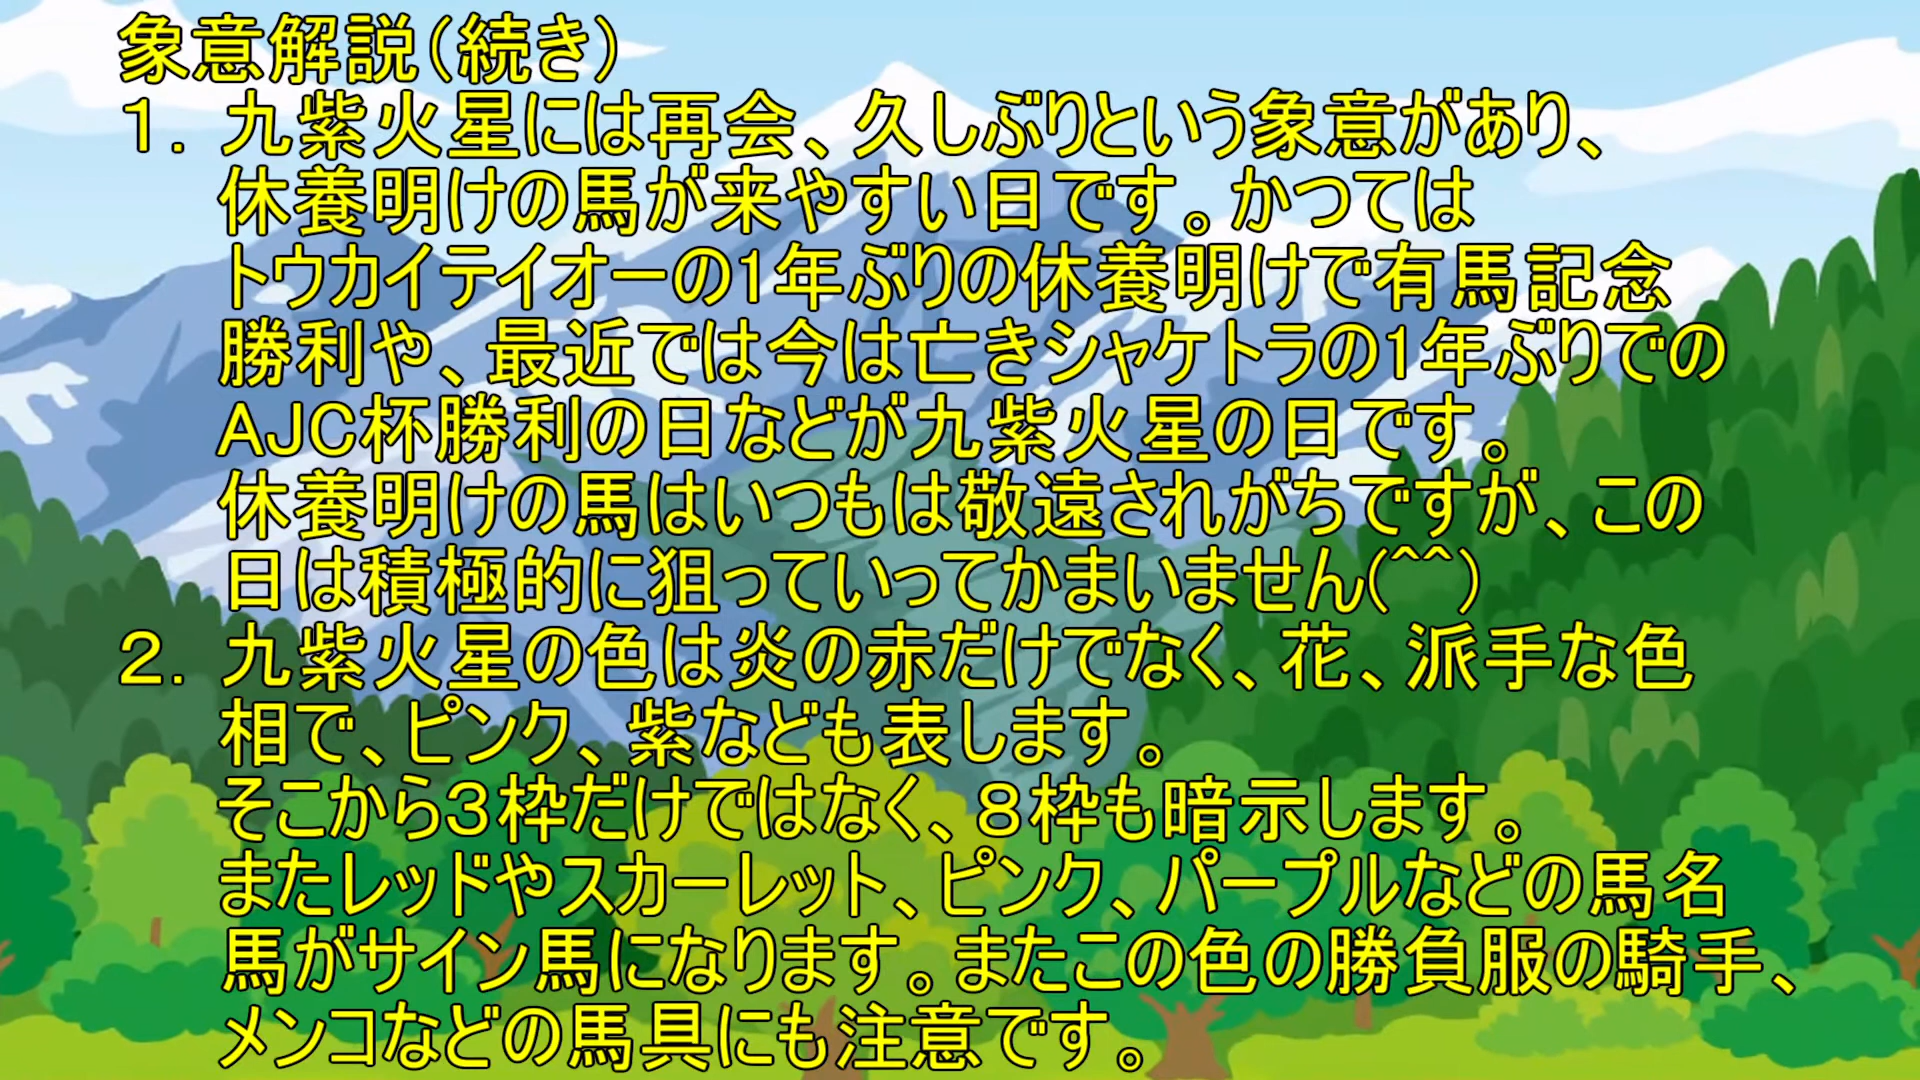 象意解説（続き）
１．九紫火星には再会、久しぶりという象意があり、
休養明けの馬が来やすい日です。かつては
トウカイテイオーの1年ぶりの休養明けで有馬記念
勝利や、最近では今は亡きシャケトラの1年ぶりでの
AJC杯勝利の日などが九紫火星の日です。
休養明けの馬はいつもは敬遠されがちですが、この
日は積極的に狙っていってかまいません(^^)
２．九紫火星の色は炎の赤だけでなく、花、派手な色
相で、ピンク、紫なども表します。
そこから３枠だけではなく、８枠も暗示します。
またレッドやスカーレット、ピンク、パープルなどの馬名
馬がサイン馬になります。またこの色の勝負服の騎手、
メンコなどの馬具にも注意です。